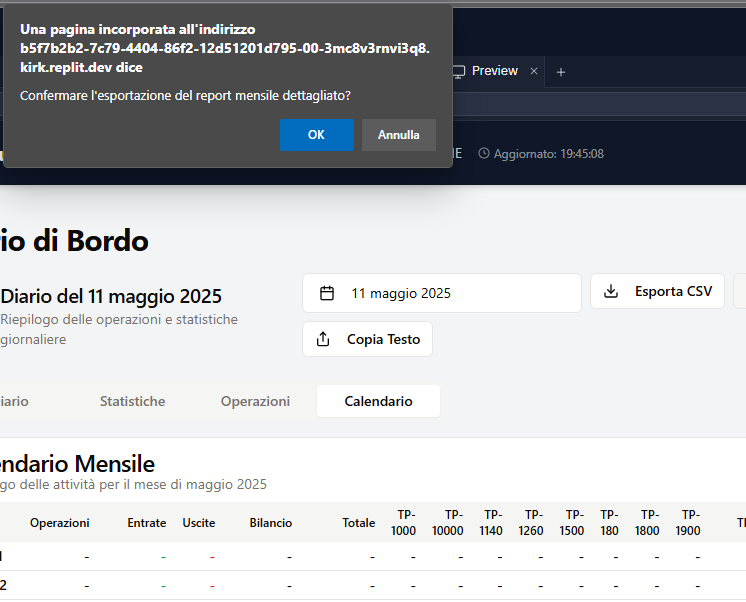 Una pagina incorporata all'indirizzo
b5f7b2b2-7c79-4404-86f2-12d51201d795-00-3mc8v3rnvi3q8.
kirk.replit.dev dice
Confermare l'esportazione del report mensile dettagliato?
OK
Annulla
Preview
NE
Aggiornato: 19:45:08
io di Bordo
Diario del 11 maggio 2025
Riepilogo delle operazioni e statistiche
giornaliere
11 maggio 2025
Esporta CSV
Copia Testo
iario
Statistiche
Operazioni
Calendario
endario Mensile
go delle attività per il mese di maggio 2025
Operazioni Entrate Uscite Bilancio Totale TP-1000 TP-10000 TP-1140 TP-1260 TP-1500 TP-180 TP-1800 TP-1900
1 - - - - - - - - - - - - -
2 - - - - - - - - - - - - -